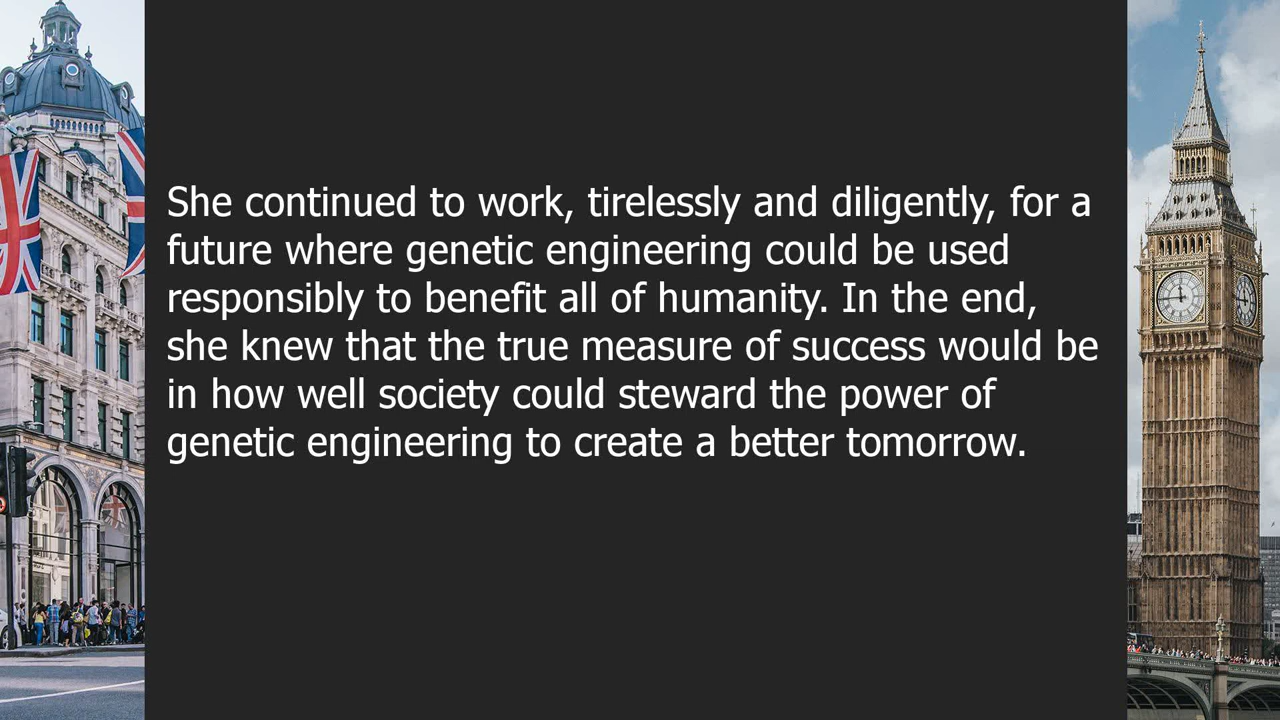 She continued to work, tirelessly and diligently, for a
future where genetic engineering could be used
responsibly to benefit all of humanity. In the end,
she knew that the true measure of success would be
in how well society could steward the power of
genetic engineering to create a better tomorrow.